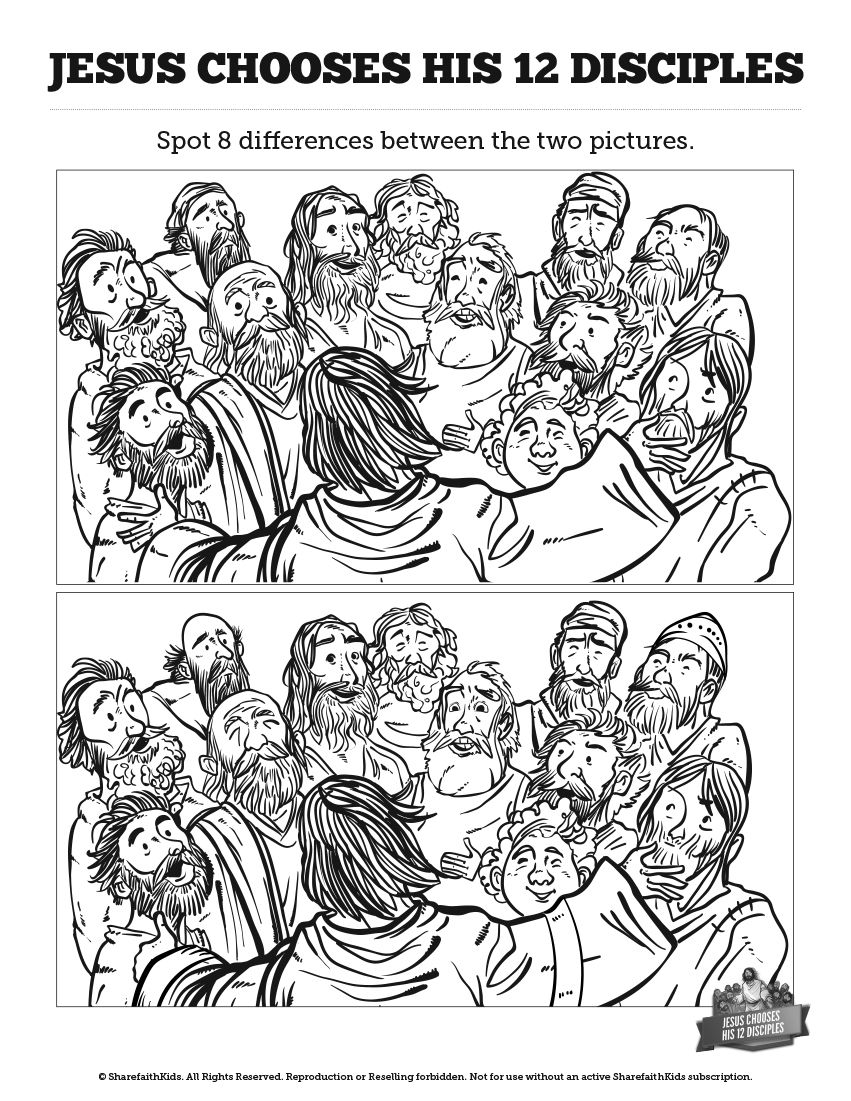 JESUS CHOOSES HIS 12 DISCIPLES
Spot 8 differences between the two pictures.
JESUS CHOOSES
HIS 12 DISCIPLES
© SharefaithKids. All Rights Reserved. Reproduction or Reselling forbidden. Not for use without an active SharefaithKids subscription.